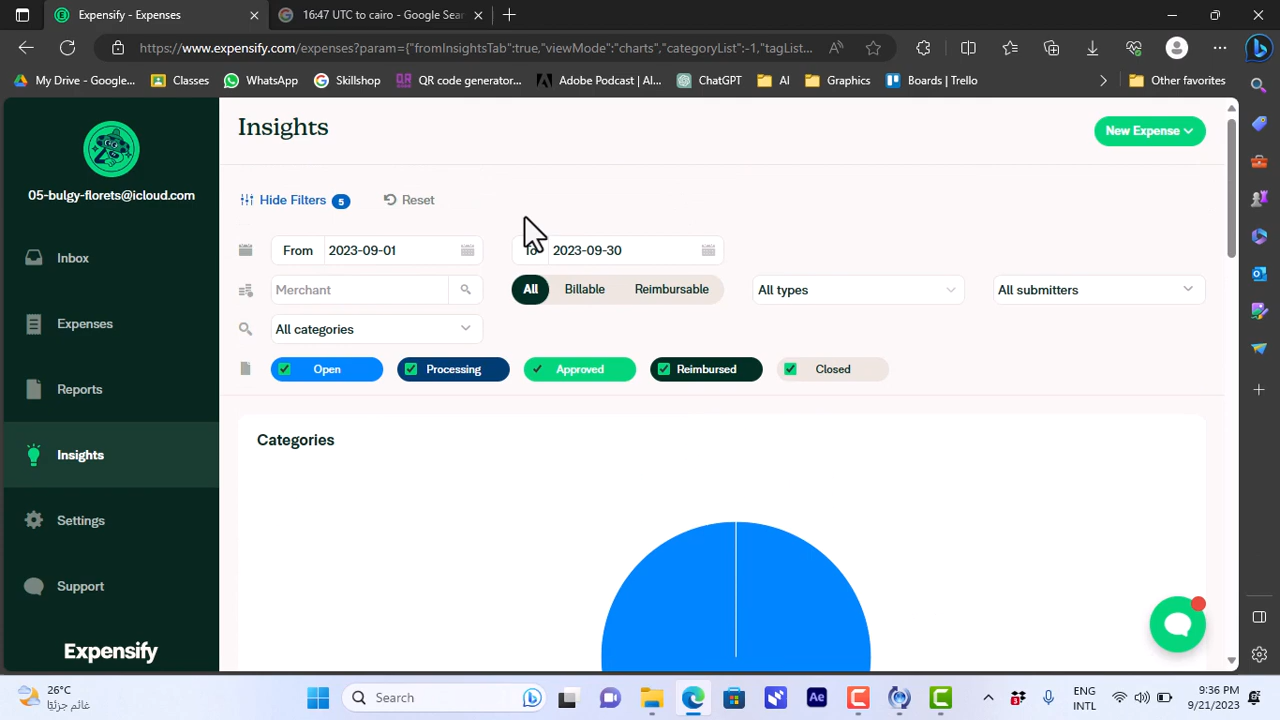 Expensify - Expenses
16:47 UTC to cairo - Google Sear
https://www.expensify.com/expenses?param={"fromInsightsTab":true,"viewMode":"charts","categoryList":-1,"tagList...
My Drive - Google...
Classes
WhatsApp
Skillshop
QR code generator...
Adobe Podcast | AI...
ChatGPT
AI
Graphics
Boards | Trello
Other favorites
05-bulgy-florets@icloud.com
Inbox
Expenses
Reports
Insights
Settings
Support
Expensify
Insights
New Expense
Hide Filters 5
Reset
From 2023-09-01
To 2023-09-30
Merchant
All
Billable
Reimbursable
All types
All submitters
All categories
Open
Processing
Approved
Reimbursed
Closed
Categories
26°C
غائم جزئيًا
Search
Ae
ENG
INTL
9:36 PM
9/21/2023